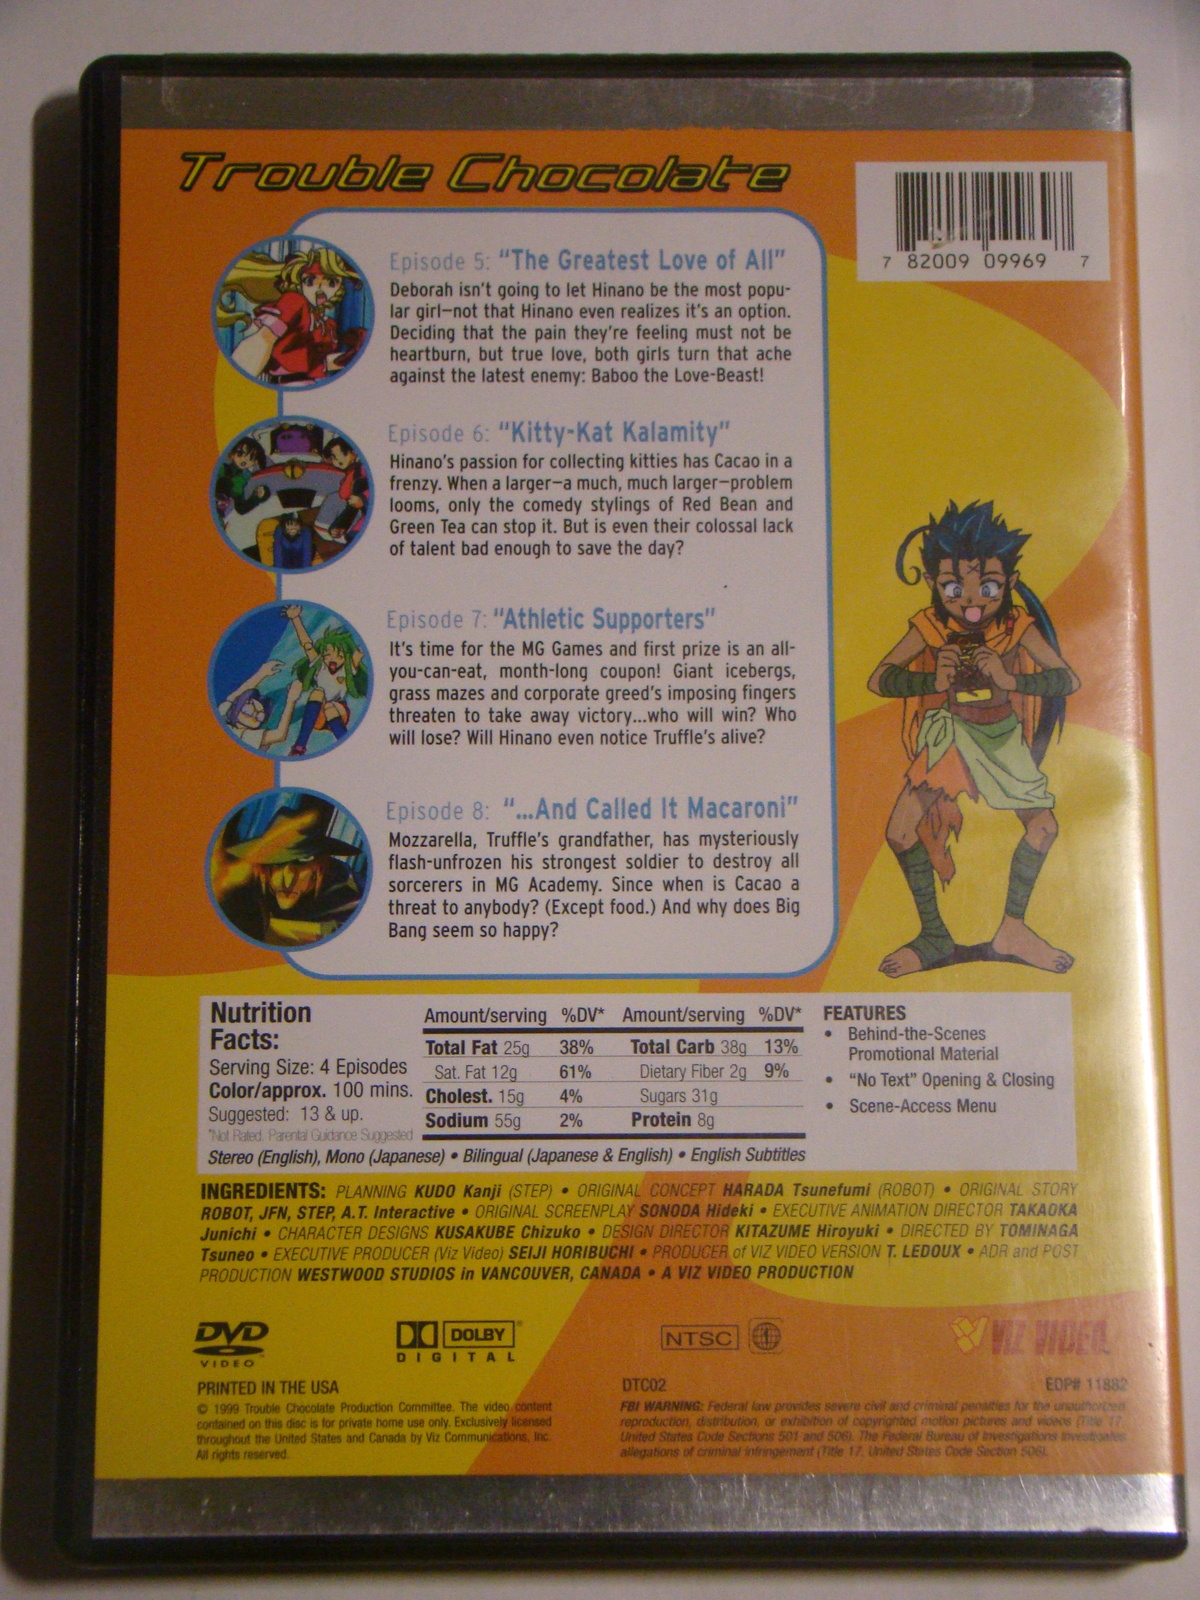 Trouble Chocolate
7 82009 09969 7
Episode 5: "The Greatest Love of All"
Deborah isn't going to let Hinano be the most popu-
lar girl—not that Hinano even realizes it's an option.
Deciding that the pain they're feeling must not be
heartburn, but true love, both girls turn that ache
against the latest enemy: Baboo the Love-Beast!
Episode 6: "Kitty-Kat Kalamity"
Hinano's passion for collecting kitties has Cacao in a
frenzy. When a larger—a much, much larger—problem
looms, only the comedy stylings of Red Bean and
Green Tea can stop it. But is even their colossal lack
of talent bad enough to save the day?
Episode 7: "Athletic Supporters"
It's time for the MG Games and first prize is an all-
you-can-eat, month-long coupon! Giant icebergs,
grass mazes and corporate greed's imposing fingers
threaten to take away victory...who will win? Who
will lose? Will Hinano even notice Truffle's alive?
Episode 8: "...And Called It Macaroni"
Mozzarella, Truffle's grandfather, has mysteriously
flash-unfrozen his strongest soldier to destroy all
sorcerers in MG Academy. Since when is Cacao a
threat to anybody? (Except food.) And why does Big
Bang seem so happy?
Nutrition
Facts:
Serving Size: 4 Episodes
Color/approx. 100 mins.
Suggested: 13 & up.
*Not Rated. Parental Guidance Suggested
Amount/serving %DV* Amount/serving %DV*
Total Fat 25g 38% Total Carb 38g 13%
Sat. Fat 12g 61% Dietary Fiber 2g 9%
Cholest. 15g 4% Sugars 31g
Sodium 55g 2% Protein 8g
FEATURES
• Behind-the-Scenes
Promotional Material
• "No Text" Opening & Closing
• Scene-Access Menu
Stereo (English), Mono (Japanese) • Bilingual (Japanese & English) • English Subtitles
INGREDIENTS: PLANNING KUDO Kanji (STEP) • ORIGINAL CONCEPT HARADA Tsunefumi (ROBOT) • ORIGINAL STORY
ROBOT, JFN, STEP, A.T. Interactive • ORIGINAL SCREENPLAY SONODA Hideki • EXECUTIVE ANIMATION DIRECTOR TAKAOKA
Junichi • CHARACTER DESIGNS KUSAKUBE Chizuko • DESIGN DIRECTOR KITAZUME Hiroyuki • DIRECTED BY TOMINAGA
Tsuneo • EXECUTIVE PRODUCER (Viz Video) SEIJI HORIBUCHI • PRODUCER of VIZ VIDEO VERSION T. LEDOUX • ADR and POST
PRODUCTION WESTWOOD STUDIOS in VANCOUVER, CANADA • A VIZ VIDEO PRODUCTION
DVD
VIDEO
DOLBY
DIGITAL
NTSC 1
VIZ VIDEO
PRINTED IN THE USA
© 1999 Trouble Chocolate Production Committee. The video content
contained on this disc is for private home use only. Exclusively licensed
throughout the United States and Canada by Viz Communications, Inc.
All rights reserved.
DTC02 EDP# 11882
FBI WARNING: Federal law provides severe civil and criminal penalties for the unauthorized
reproduction, distribution, or exhibition of copyrighted motion pictures and videos (Title 17,
United States Code Sections 501 and 506). The Federal Bureau of Investigations investigates
allegations of criminal infringement (Title 17, United States Code Section 506).